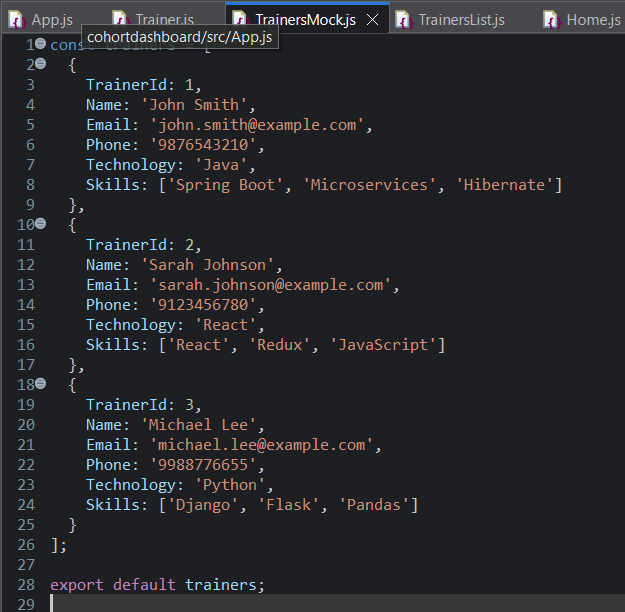 App.js Trainer.js TrainersMock.js TrainersList.js Home.js
cohortdashboard/src/App.js
1 const trainers = [
2 {
3 TrainerId: 1,
4 Name: 'John Smith',
5 Email: 'john.smith@example.com',
6 Phone: '9876543210',
7 Technology: 'Java',
8 Skills: ['Spring Boot', 'Microservices', 'Hibernate']
9 },
10 {
11 TrainerId: 2,
12 Name: 'Sarah Johnson',
13 Email: 'sarah.johnson@example.com',
14 Phone: '9123456780',
15 Technology: 'React',
16 Skills: ['React', 'Redux', 'JavaScript']
17 },
18 {
19 TrainerId: 3,
20 Name: 'Michael Lee',
21 Email: 'michael.lee@example.com',
22 Phone: '9988776655',
23 Technology: 'Python',
24 Skills: ['Django', 'Flask', 'Pandas']
25 }
26 ];
27
28 export default trainers;
29